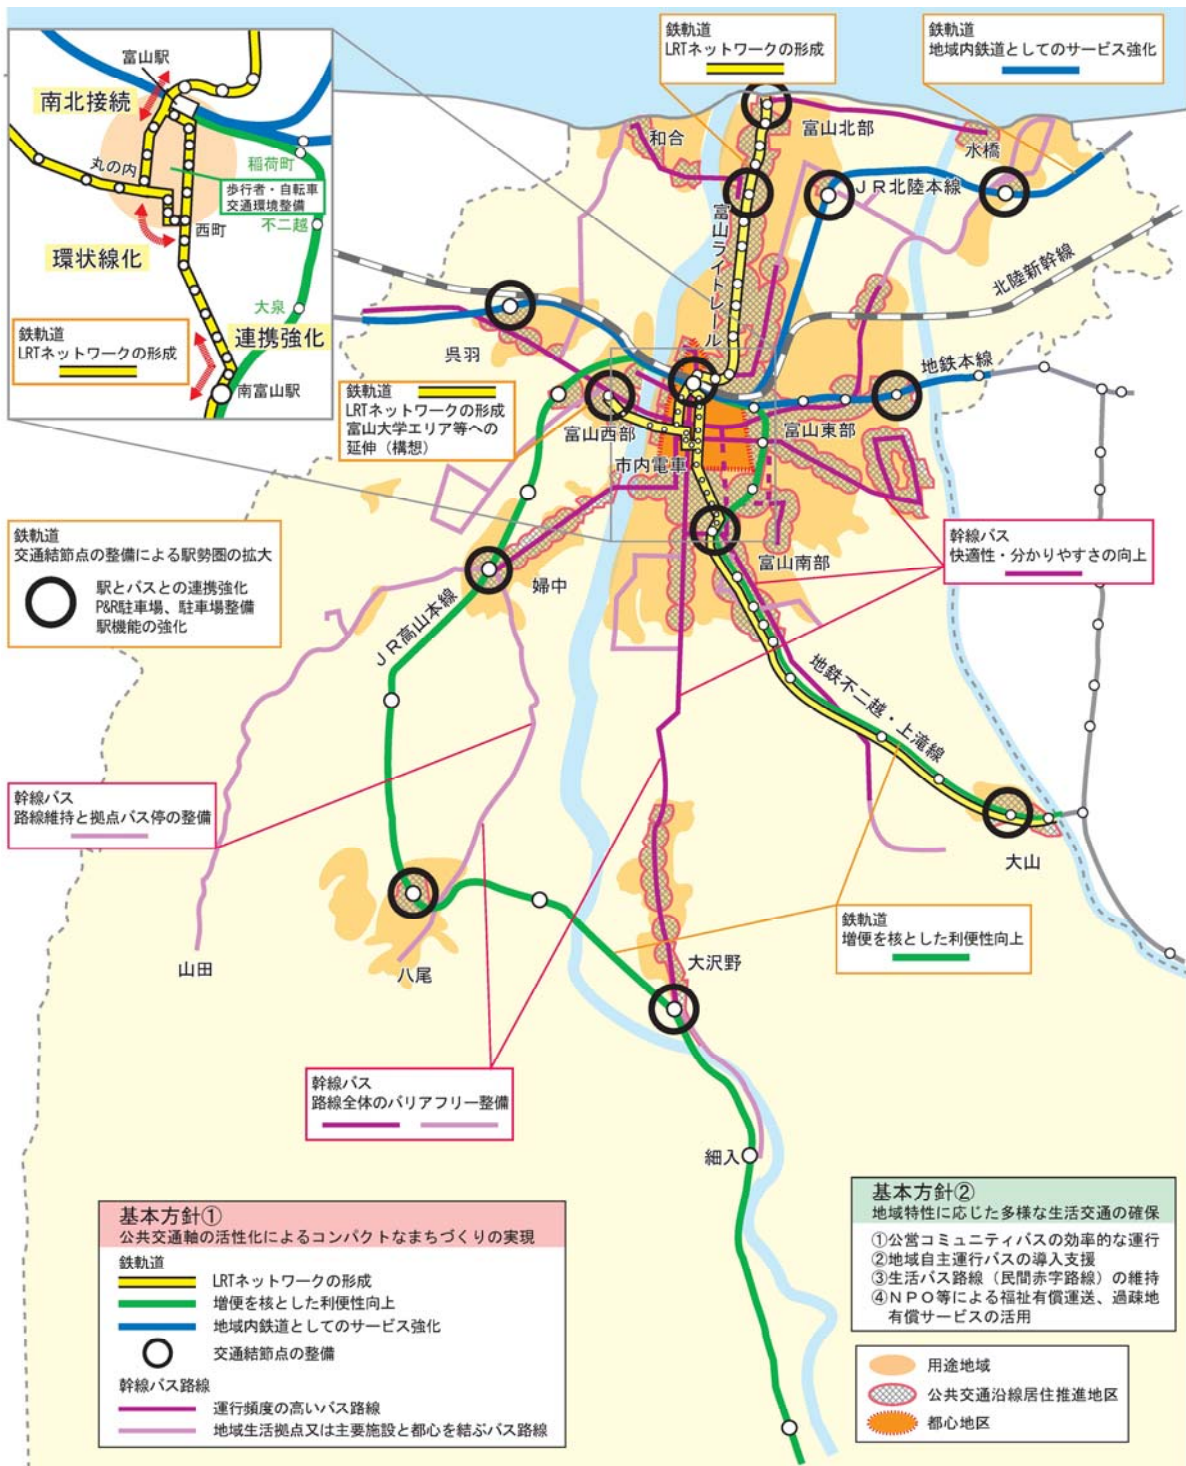 富山駅
南北接続
丸の内
稲荷町
歩行者・自転車
交通環境整備
西町
不二越
環状線化
大泉
連携強化
鉄軌道
LRTネットワークの形成
南富山駅
鉄軌道
LRTネットワークの形成
鉄軌道
地域内鉄道としてのサービス強化
富山北部
和合
水橋
JR北陸本線
富山ライトレール
北陸新幹線
呉羽
地鉄本線
鉄軌道
LRTネットワークの形成
富山大学エリア等への
延伸（構想）
富山西部
富山東部
市内電車
鉄軌道
交通結節点の整備による駅勢圏の拡大
駅とバスとの連携強化
P&R駐車場、駐車場整備
駅機能の強化
幹線バス
快適性・分かりやすさの向上
富山南部
婦中
JR高山本線
地鉄不二越・上滝線
幹線バス
路線維持と拠点バス停の整備
大山
鉄軌道
増便を核とした利便性向上
山田
八尾
大沢野
幹線バス
路線全体のバリアフリー整備
細入
基本方針①
公共交通軸の活性化によるコンパクトなまちづくりの実現
鉄軌道
LRTネットワークの形成
増便を核とした利便性向上
地域内鉄道としてのサービス強化
交通結節点の整備
幹線バス路線
運行頻度の高いバス路線
地域生活拠点又は主要施設と都心を結ぶバス路線
基本方針②
地域特性に応じた多様な生活交通の確保
①公営コミュニティバスの効率的な運行
②地域自主運行バスの導入支援
③生活バス路線（民間赤字路線）の維持
④NPO等による福祉有償運送、過疎地
有償サービスの活用
用途地域
公共交通沿線居住推進地区
都心地区